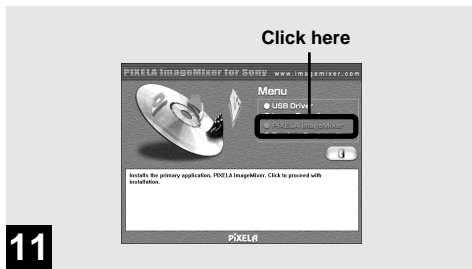 Click here
PIXELA ImageMixer for Sony www.imagemixer.com
Menu
USB Driver
PIXELA ImageMixer
Installs the primary application, PIXELA ImageMixer. Click to proceed with
installation.
PIXELA
11